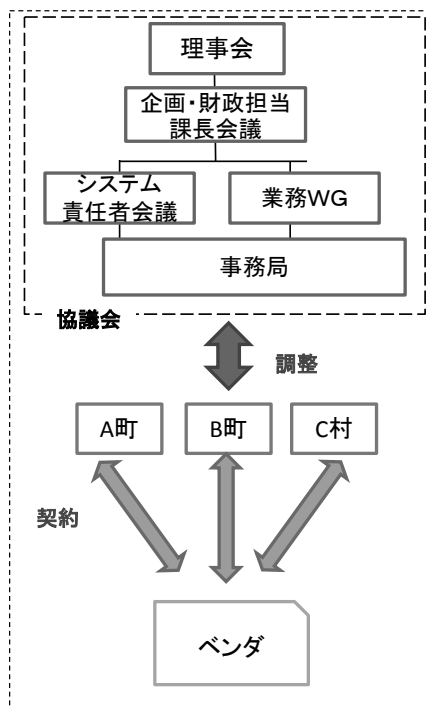 理事会
企画・財政担当
課長会議
システム
責任者会議
業務WG
事務局
協議会
調整
A町
B町
C村
契約
ベンダ